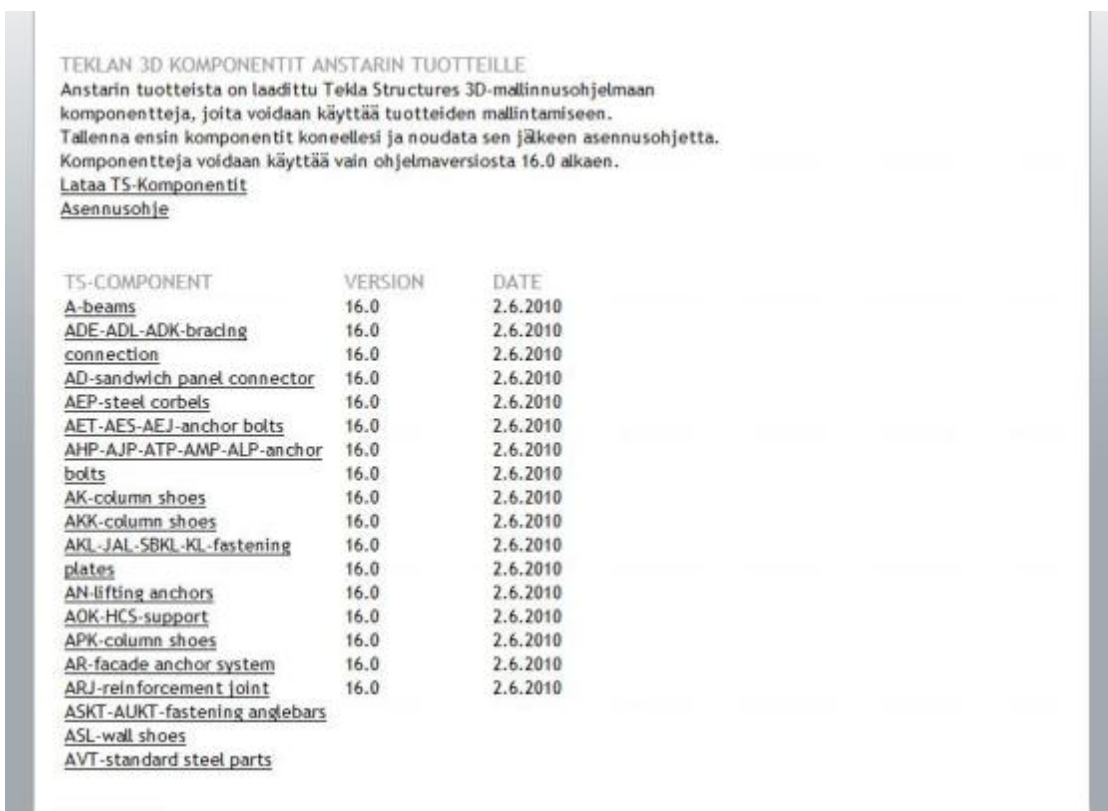 TEKLAN 3D KOMPONENTIT ANSTARIN TUOTTEILLE
Anstarin tuotteista on laadittu Tekla Structures 3D-mallinnusohjelmaan
komponentteja, joita voidaan käyttää tuotteiden mallintamiseen.
Tallenna ensin komponentit koneellesi ja noudata sen jälkeen asennusohjetta.
Komponentteja voidaan käyttää vain ohjelmaversiosta 16.0 alkaen.
Lataa TS-Komponentit
Asennusohje
TS-COMPONENT VERSION DATE
A-beams 16.0 2.6.2010
ADE-ADL-ADK-bracing 16.0 2.6.2010
connection 16.0 2.6.2010
AD-sandwich panel connector 16.0 2.6.2010
AEP-steel corbels 16.0 2.6.2010
AET-AES-AEJ-anchor bolts 16.0 2.6.2010
AHP-AJP-ATP-AMP-ALP-anchor 16.0 2.6.2010
bolts 16.0 2.6.2010
AK-column shoes 16.0 2.6.2010
AKK-column shoes 16.0 2.6.2010
AKL-JAL-SBKL-KL-fastening 16.0 2.6.2010
plates 16.0 2.6.2010
AN-lifting anchors 16.0 2.6.2010
AOK-HCS-support 16.0 2.6.2010
APK-column shoes 16.0 2.6.2010
AR-facade anchor system 16.0 2.6.2010
ARJ-reinforcement joint 16.0 2.6.2010
ASKT-AUKT-fastening anglebars
ASL-wall shoes
AVT-standard steel parts